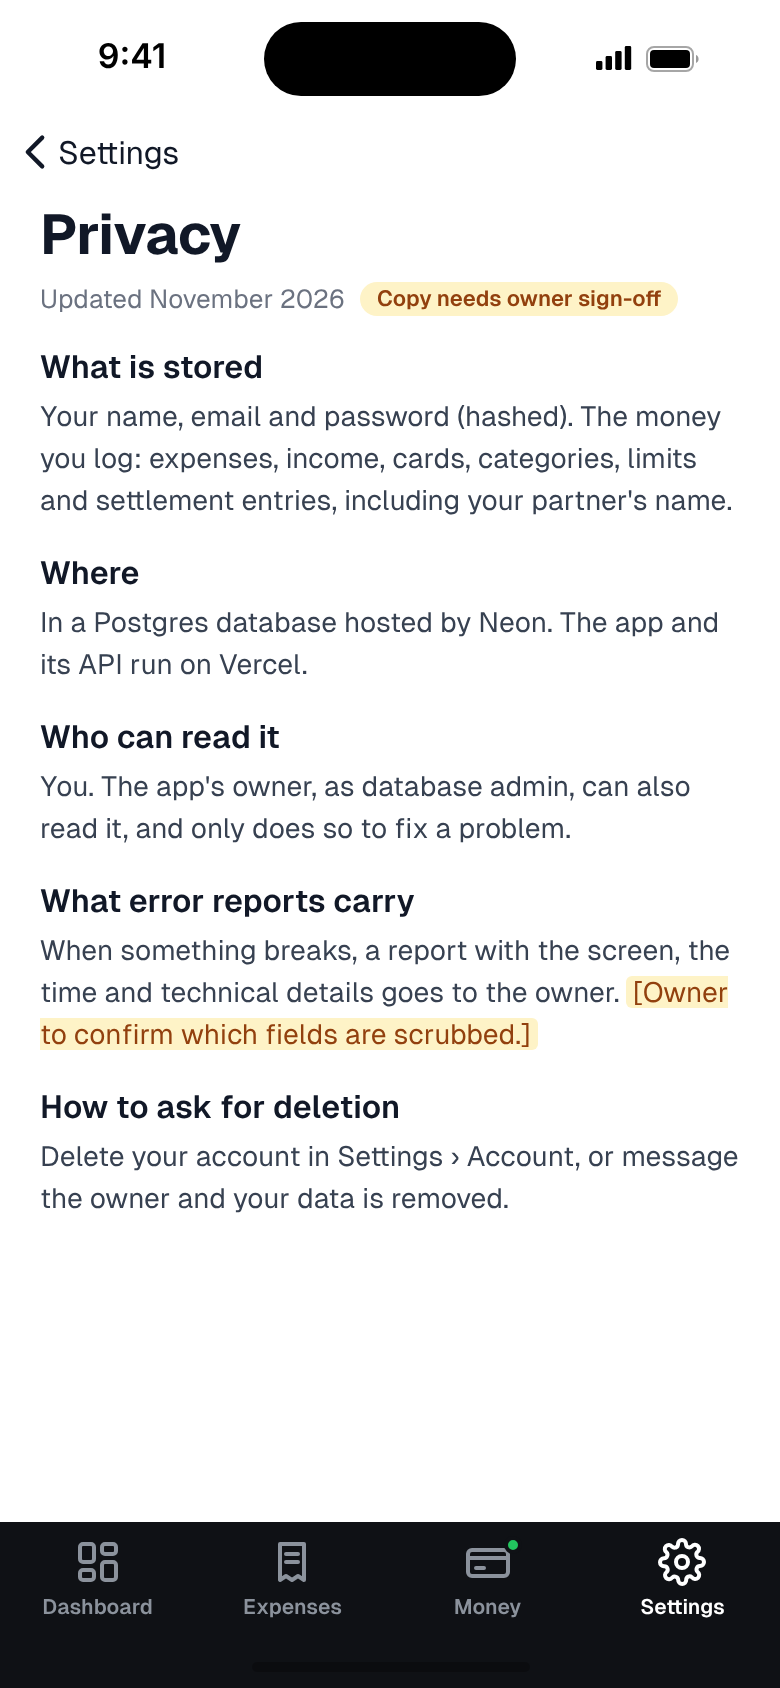 9:41
Settings
Privacy
Updated November 2026 Copy needs owner sign-off
What is stored
Your name, email and password (hashed). The money
you log: expenses, income, cards, categories, limits
and settlement entries, including your partner's name.
Where
In a Postgres database hosted by Neon. The app and
its API run on Vercel.
Who can read it
You. The app's owner, as database admin, can also
read it, and only does so to fix a problem.
What error reports carry
When something breaks, a report with the screen, the
time and technical details goes to the owner. [Owner
to confirm which fields are scrubbed.]
How to ask for deletion
Delete your account in Settings › Account, or message
the owner and your data is removed.
Dashboard Expenses Money Settings